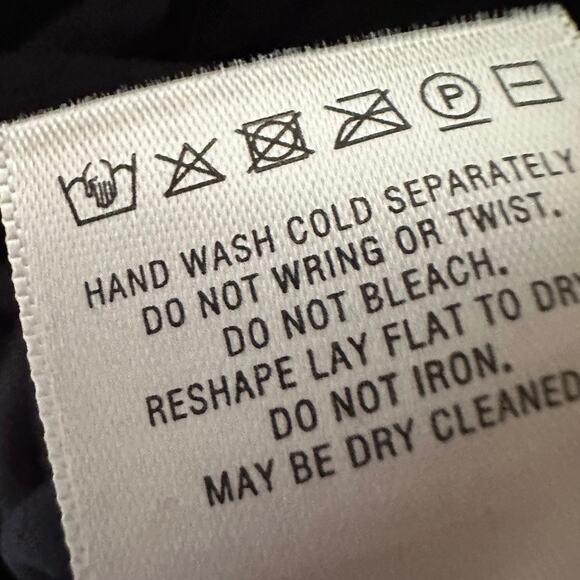 P
HAND WASH COLD SEPARATELY
DO NOT WRING OR TWIST.
DO NOT BLEACH.
RESHAPE LAY FLAT TO DRY
DO NOT IRON.
MAY BE DRY CLEANED